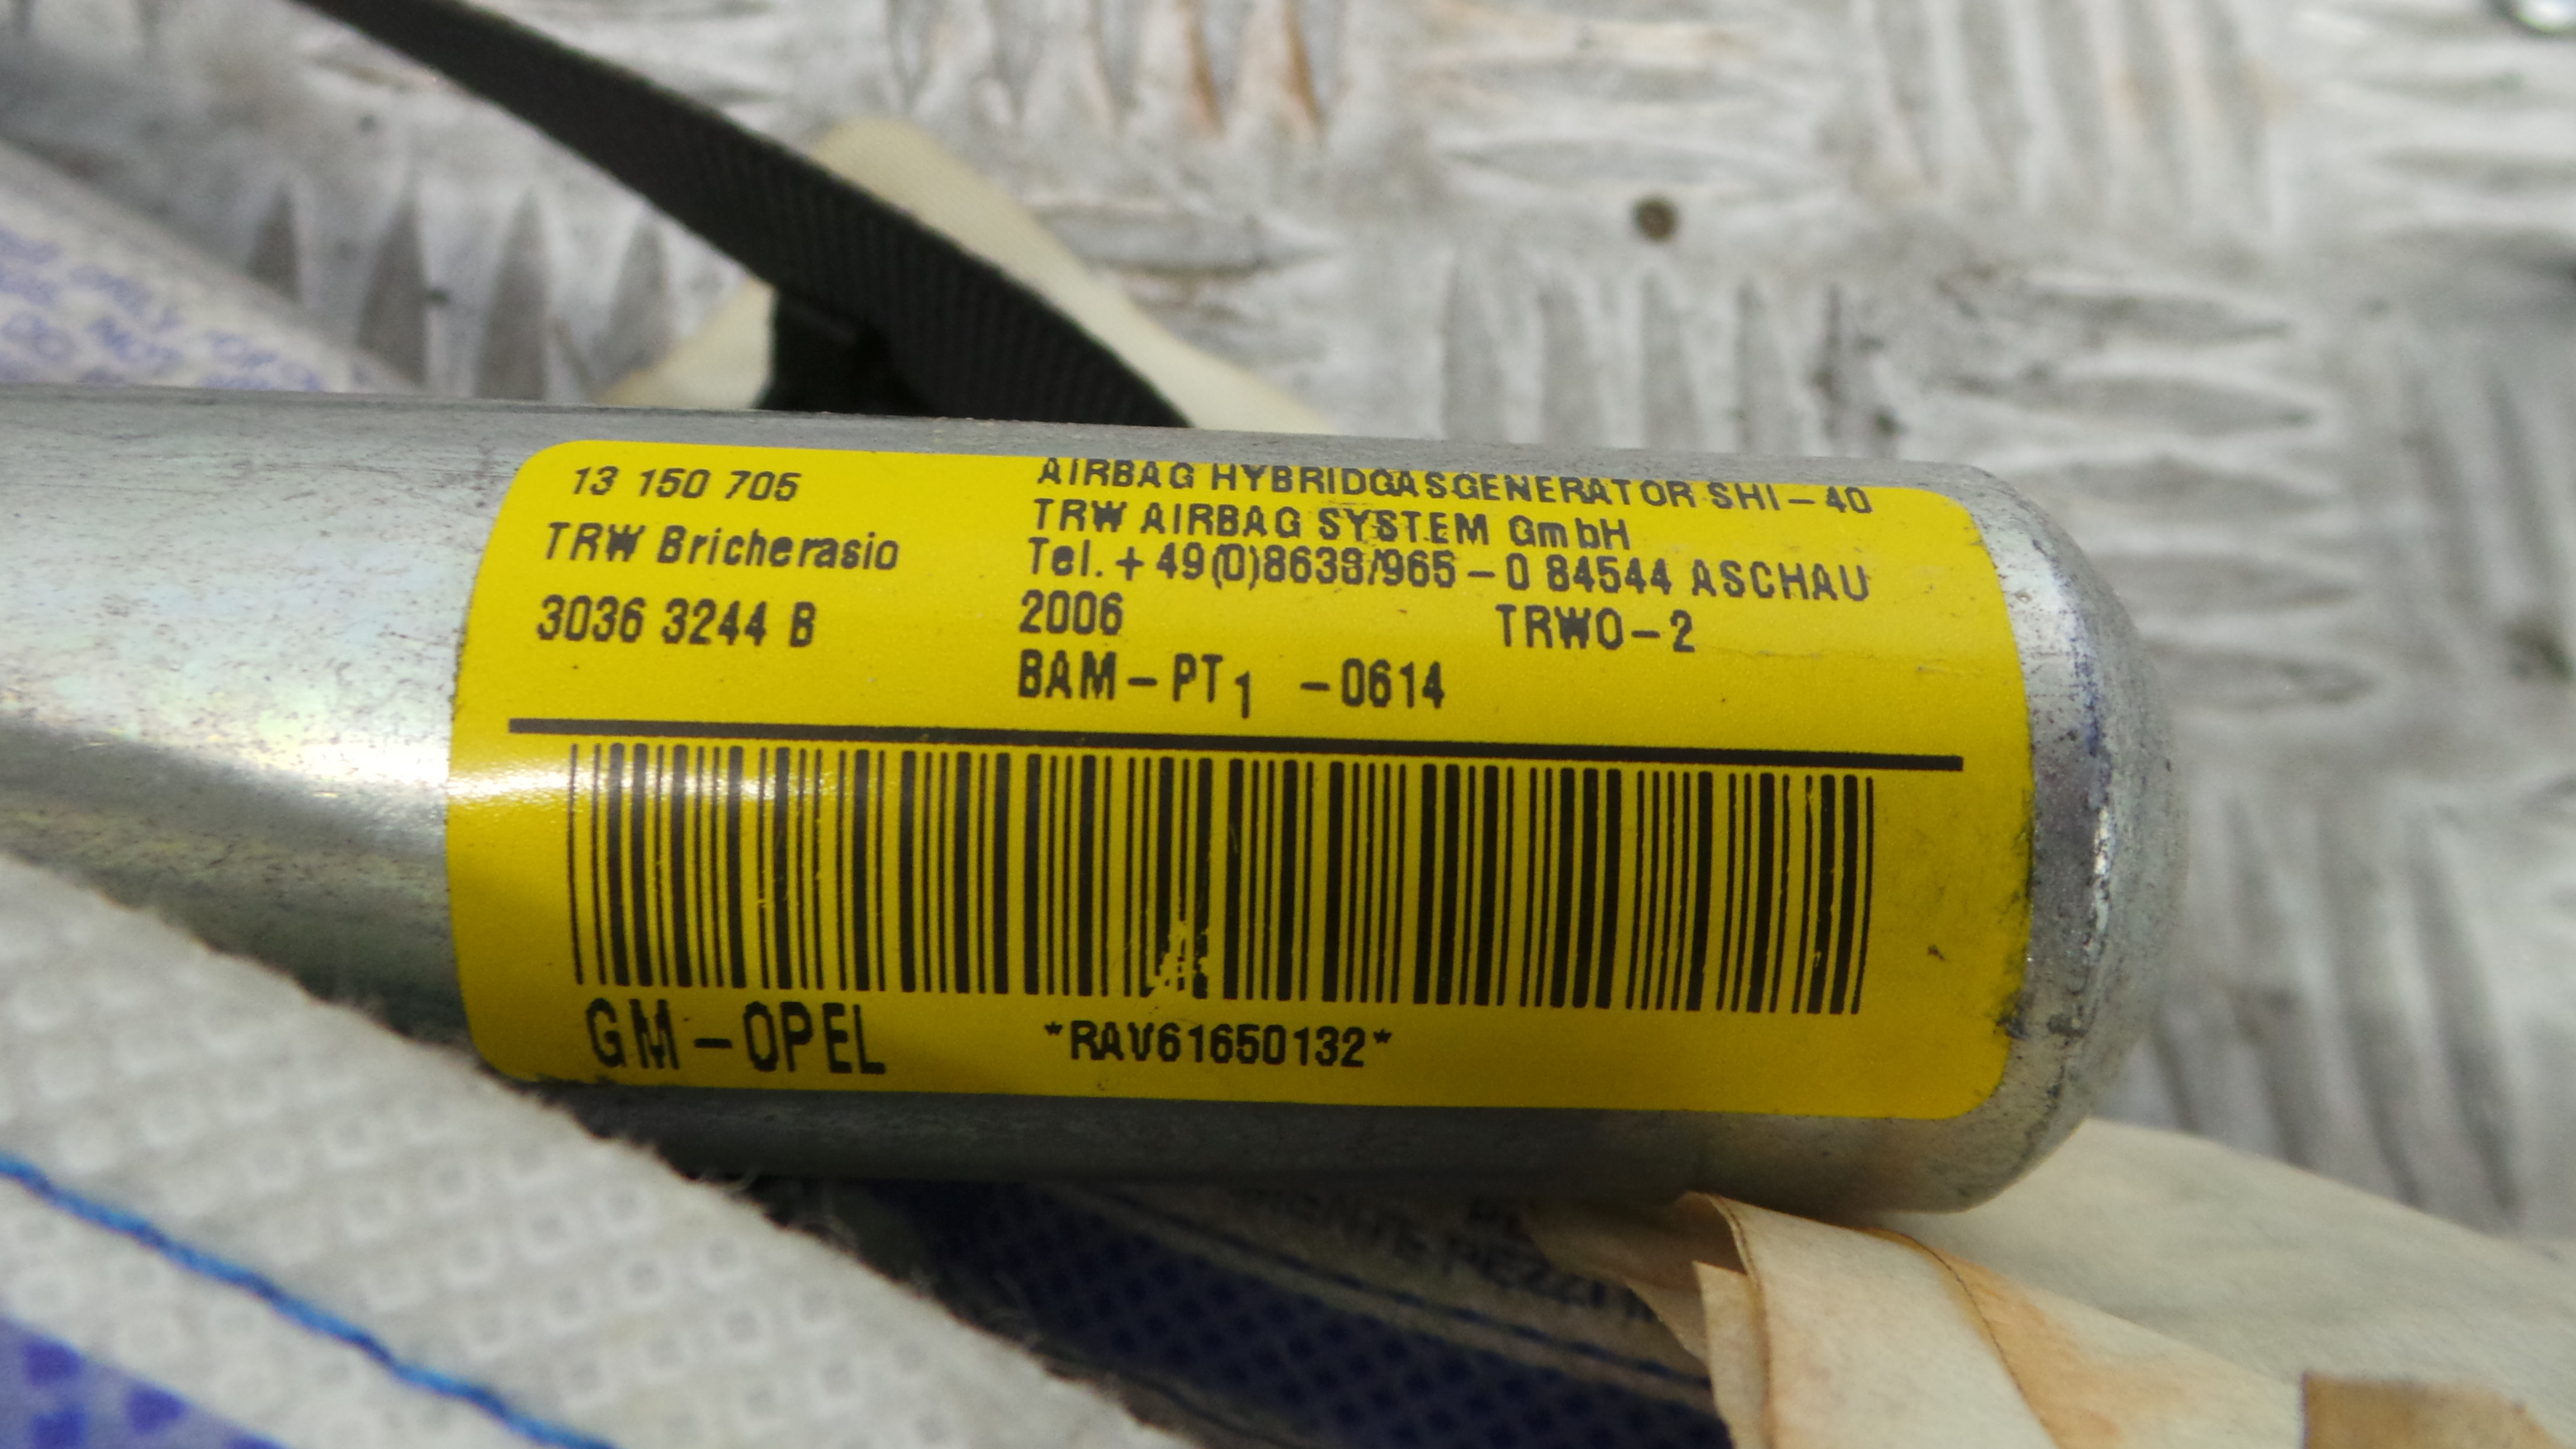 13 150 705
TRW Bricherasio
3036 3244 B
AIRBAG HYBRIDGASGENERATOR SHI-40
TRW AIRBAG SYSTEM GmbH
Tel. + 49(0)8638/965 - 0 84544 ASCHAU
2006 TRWO-2
BAM-PT1 -0614
GM-OPEL
*RAV61650132*